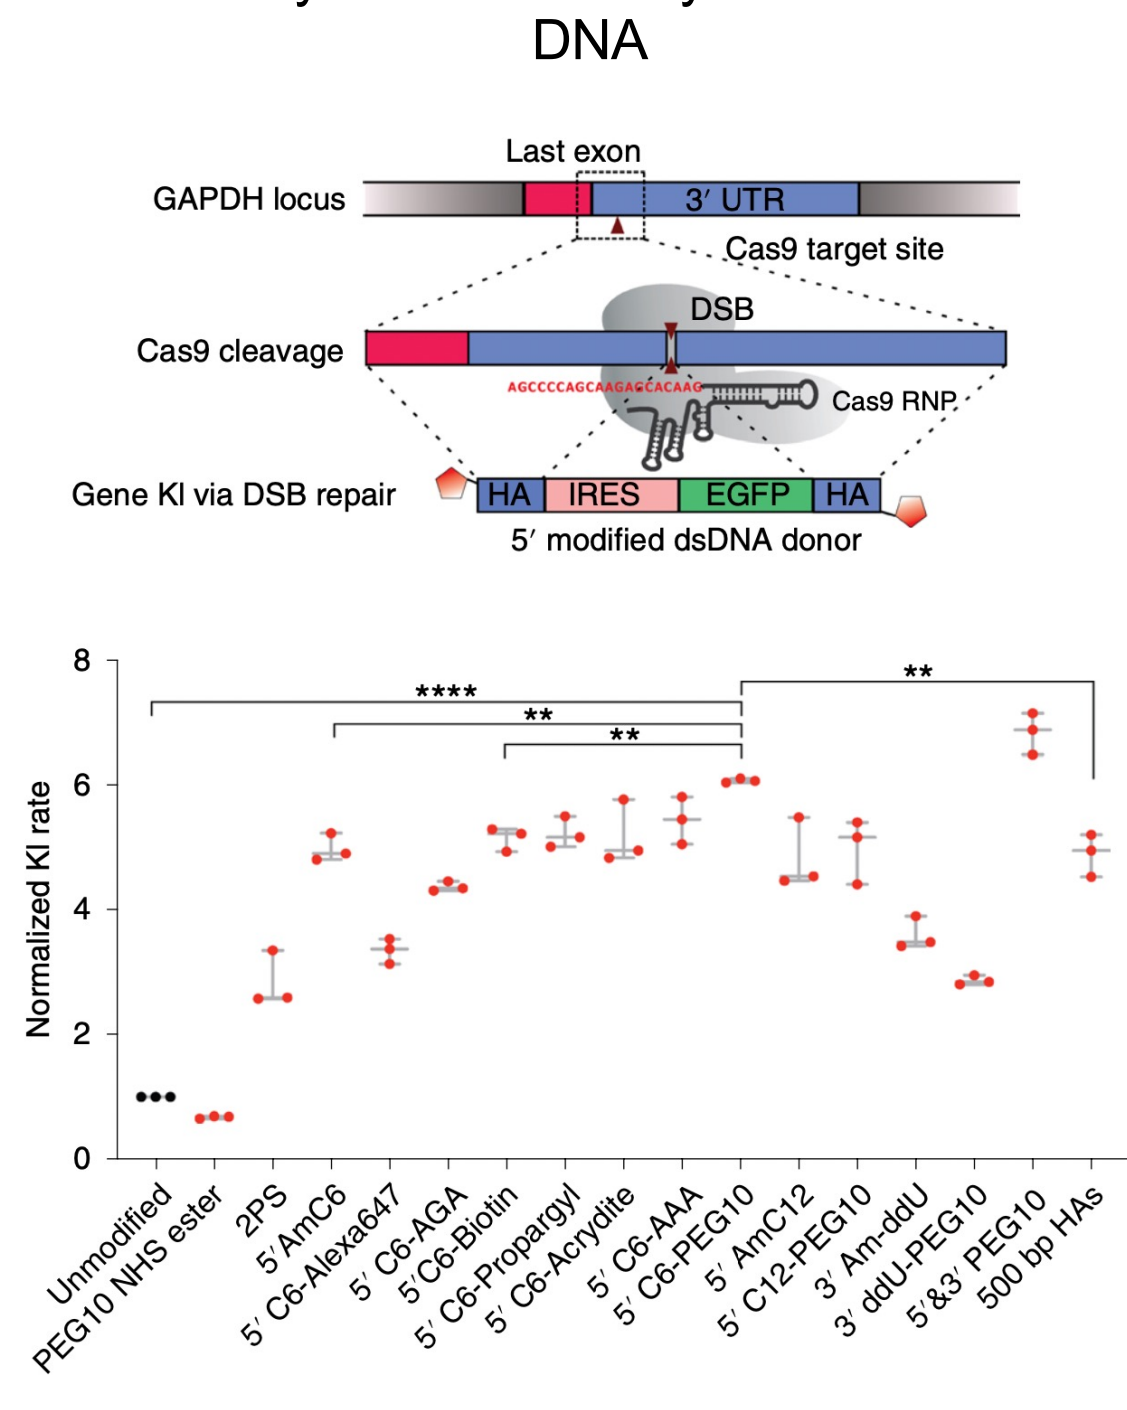 DNA
Last exon
GAPDH locus
3′ UTR
Cas9 target site
DSB
Cas9 cleavage
AGCCCCAGCAAGAGCACAAG
Cas9 RNP
Gene KI via DSB repair
HA IRES EGFP HA
5′ modified dsDNA donor
Normalized KI rate
8
6
4
2
0
****
**
**
**
Unmodified
PEG10 NHS ester
2PS
5′AmC6
5′ C6-Alexa647
5′ C6-AGA
5′C6-Biotin
5′ C6-Propargyl
5′ C6-Acrydite
5′ C6-AAA
5′ C6-PEG10
5′ AmC12
5′ C12-PEG10
3′ Am-ddU
3′ ddU-PEG10
5′&3′ PEG10
500 bp HAs